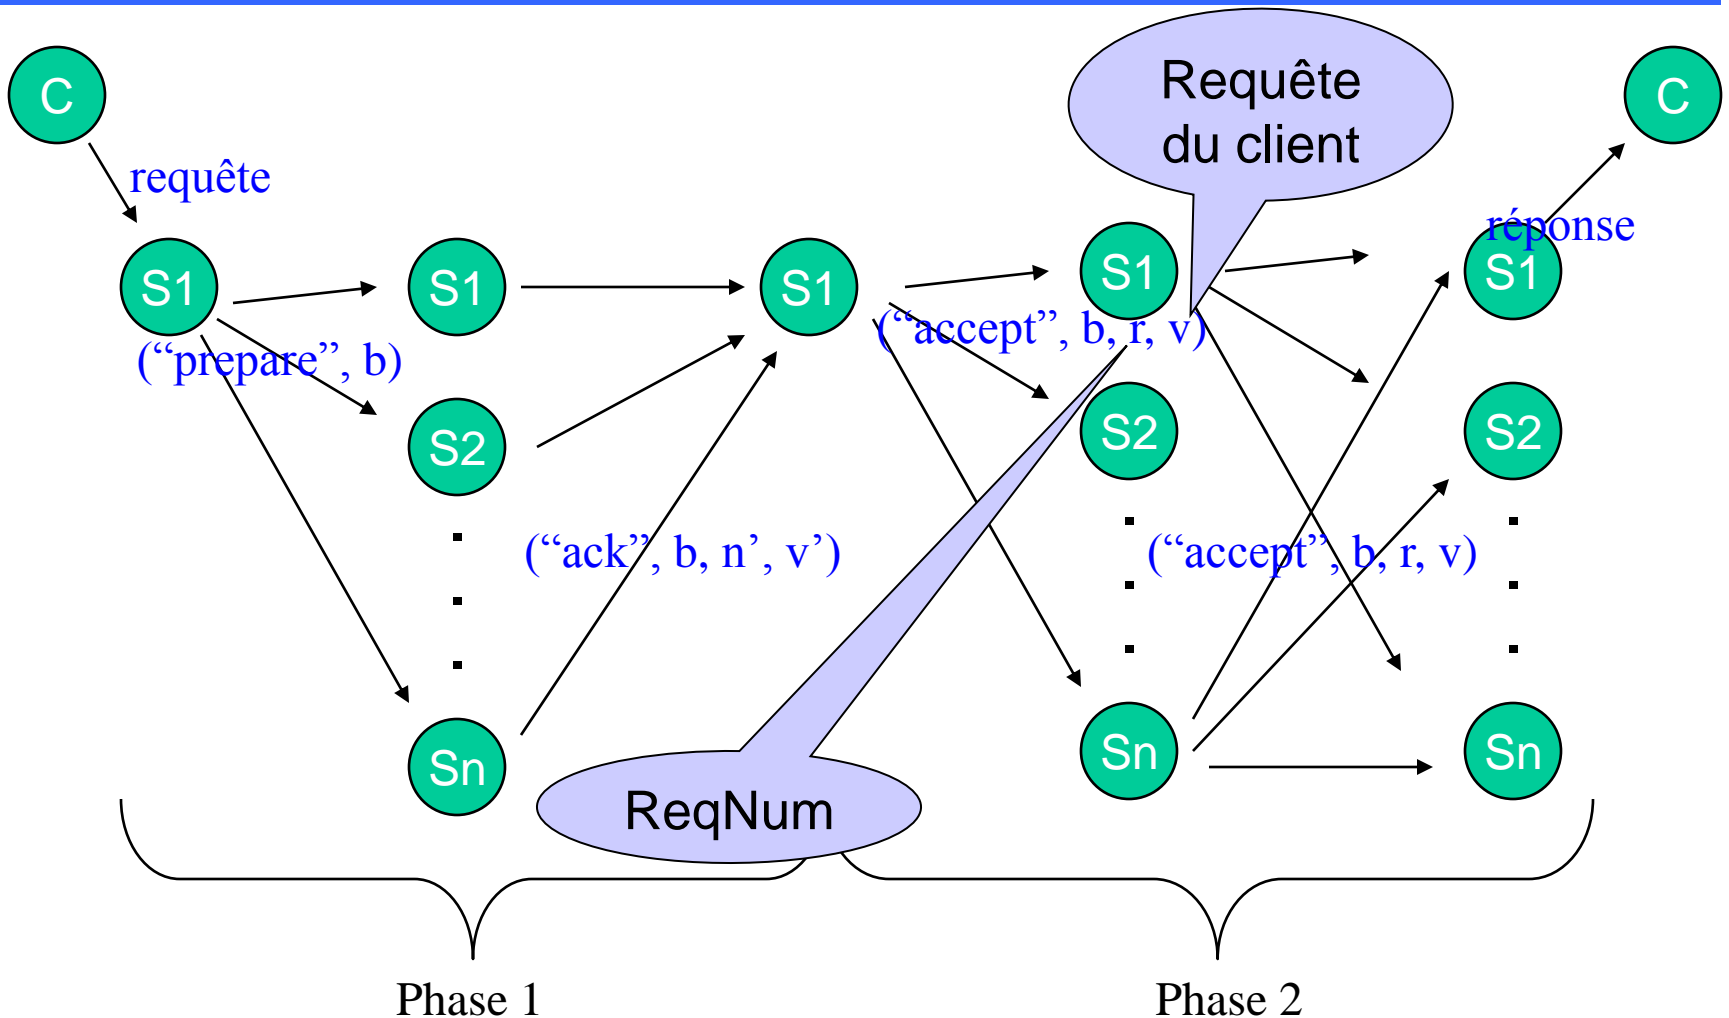 C
Requête
du client
C
requête
réponse
S1
S1
S1
S1
S1
("prepare", b)
("accept", b, r, v)
S2
S2
S2
("ack", b, n’, v’)
("accept", b, r, v)
Sn
Sn
Sn
ReqNum
Phase 1
Phase 2